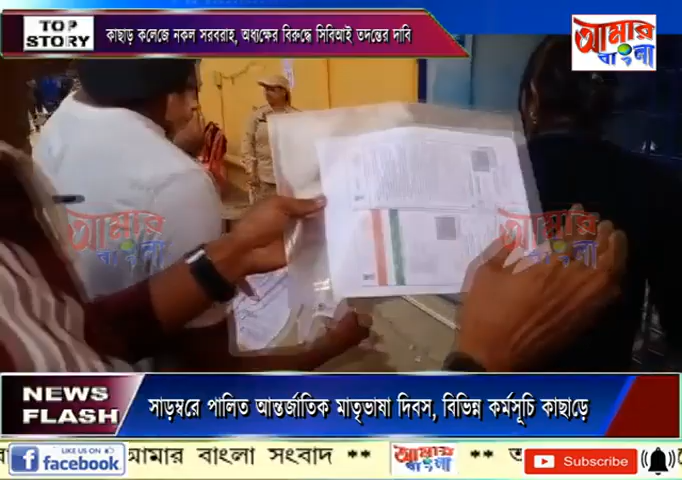 TOP
STORY
কাছাড় কলেজে নকল সরবরাহ, অধ্যক্ষের বিরুদ্ধে সিবিআই তদন্তের দাবি
আমার
বাংলা
আমার
বাংলা
আমার
বাংলা
NEWS
FLASH
সাড়ম্বরে পালিত আন্তর্জাতিক মাতৃভাষা দিবস, বিভিন্ন কর্মসূচি কাছাড়ে
LIKE US ON
facebook
আমার বাংলা সংবাদ **
আমার
বাংলা
**
Subscribe